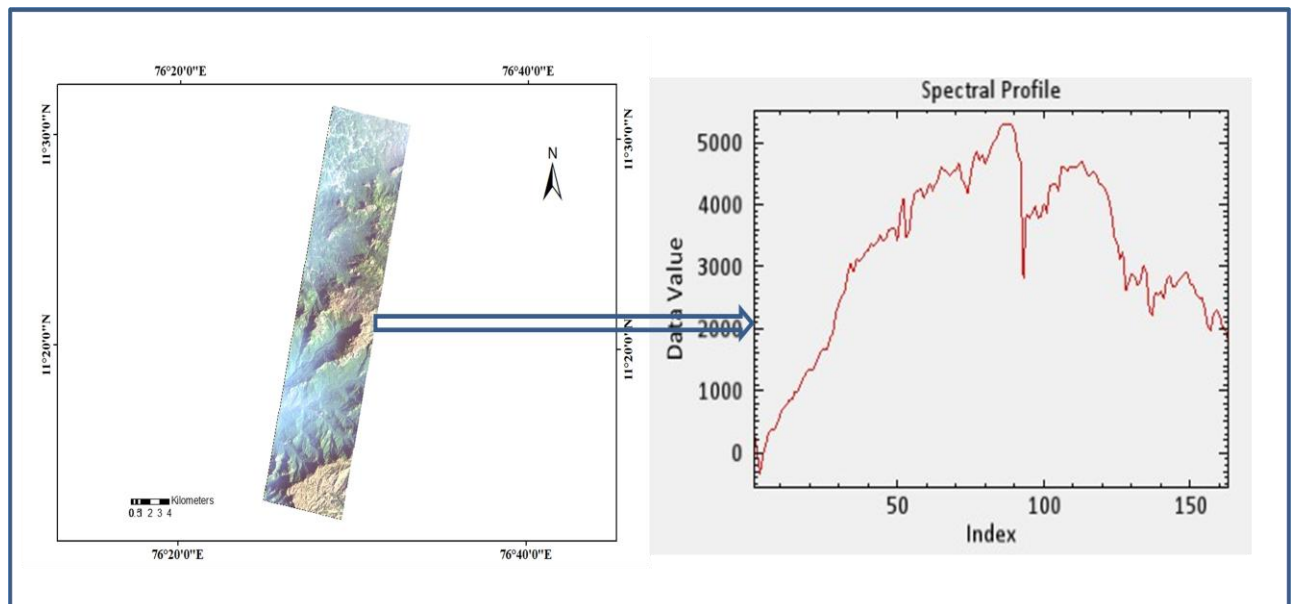 76°20'0"E 76°40'0"E
11°30'0"N
11°20'0"N
N
11°30'0"N
11°20'0"N
Kilometers
2 3 4
76°20'0"E 76°40'0"E
Spectral Profile
Data Value
5000
4000
3000
2000
1000
0
50 100 150
Index